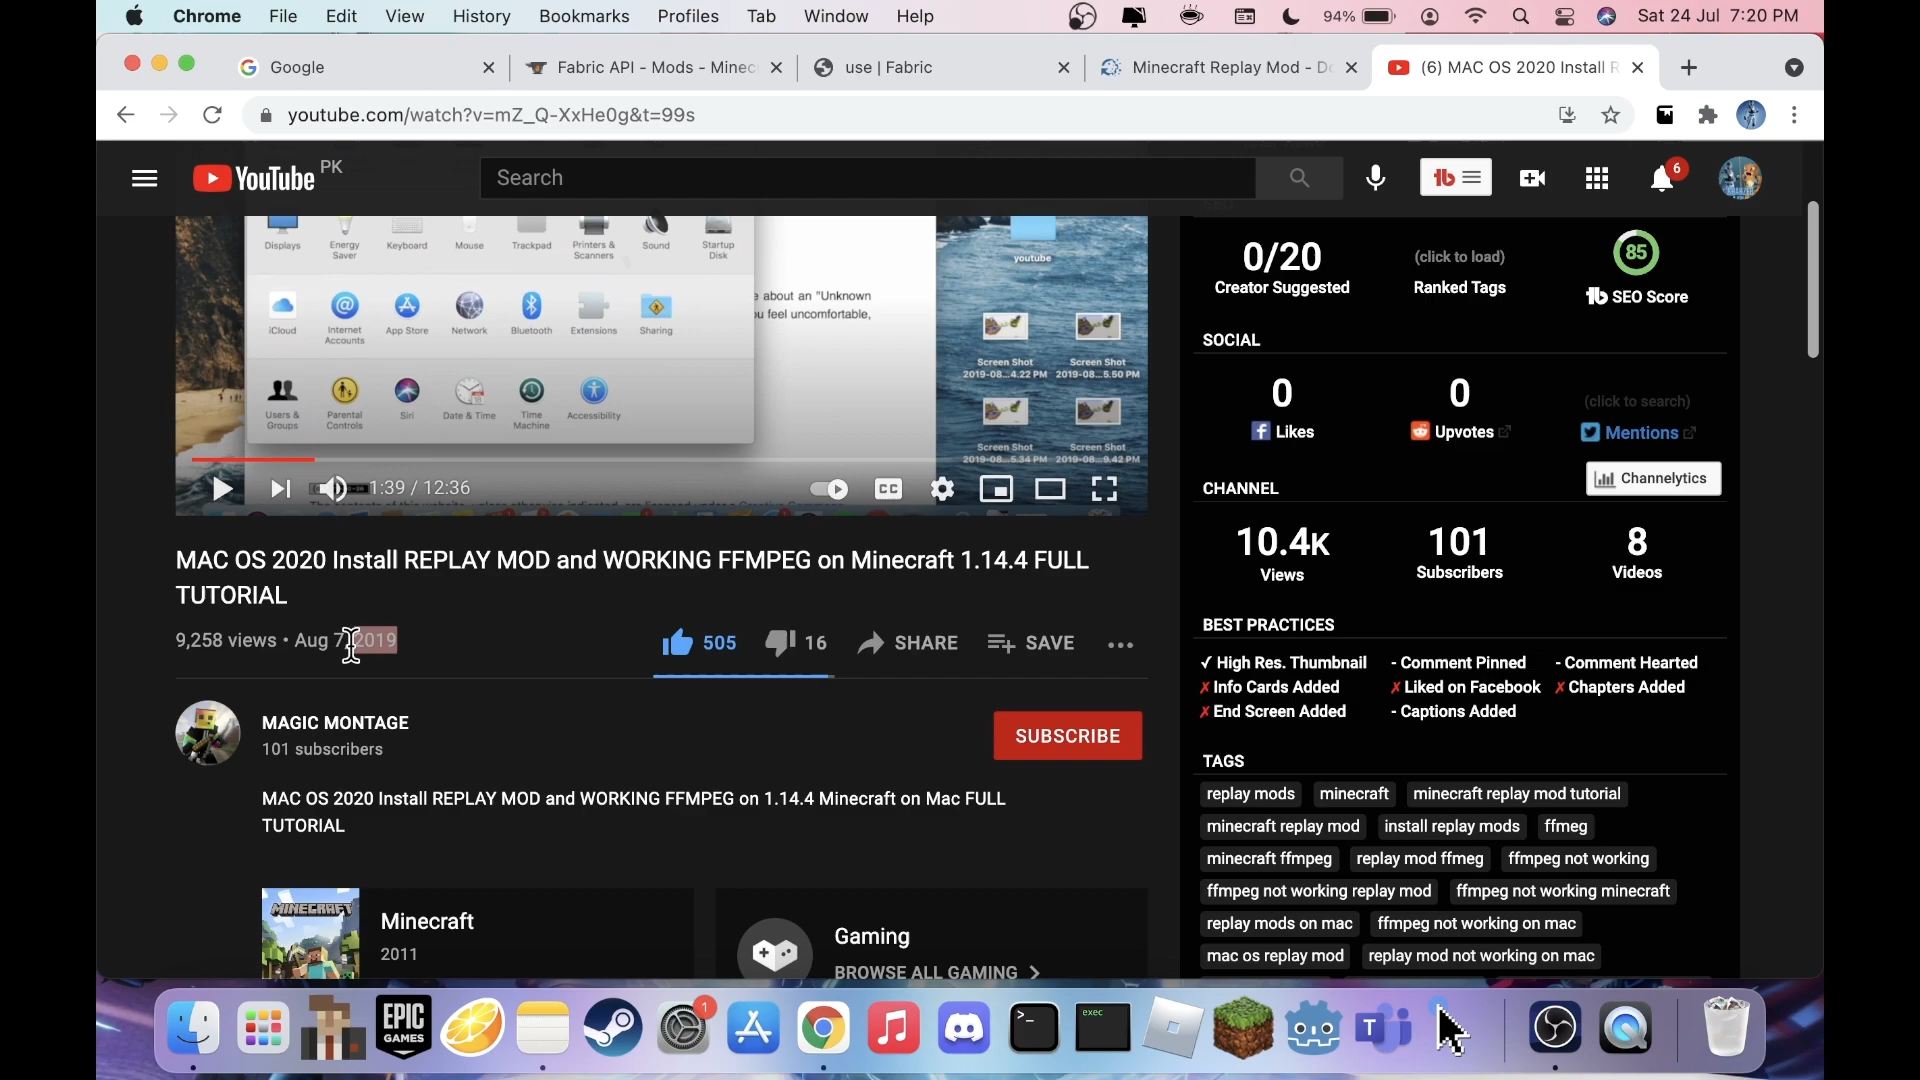 Chrome File Edit View History Bookmarks Profiles Tab Window Help 94% Sat 24 Jul 7:20 PM
Google Fabric API - Mods - Minec use | Fabric Minecraft Replay Mod - Do (6) MAC OS 2020 Install R
youtube.com/watch?v=mZ_Q-XxHe0g&t=99s
YouTube PK Search tb 6
Displays Energy Saver Keyboard Mouse Trackpad Printers & Scanners Sound Startup Disk
youtube
e about an "Unknown
ou feel uncomfortable,
iCloud Internet Accounts App Store Network Bluetooth Extensions Sharing
Screen Shot 2019-08...4.22 PM Screen Shot 2019-08...5.50 PM
Users & Groups Parental Controls Siri Date & Time Time Machine Accessibility
Screen Shot 2019-08...5.34 PM Screen Shot 2019-08...9.42 PM
1:39 / 12:36 CC
MAC OS 2020 Install REPLAY MOD and WORKING FFMPEG on Minecraft 1.14.4 FULL
TUTORIAL
9,258 views • Aug 7, 2019 505 16 SHARE SAVE
MAGIC MONTAGE
101 subscribers
SUBSCRIBE
MAC OS 2020 Install REPLAY MOD and WORKING FFMPEG on 1.14.4 Minecraft on Mac FULL
TUTORIAL
MINECRAFT
Minecraft
2011
Gaming
BROWSE ALL GAMING
0/20 (click to load) 85
Creator Suggested Ranked Tags tb SEO Score
SOCIAL
0 0 (click to search)
Likes Upvotes Mentions
CHANNEL Channelytics
10.4K 101 8
Views Subscribers Videos
BEST PRACTICES
✓ High Res. Thumbnail - Comment Pinned - Comment Hearted
✗ Info Cards Added ✗ Liked on Facebook ✗ Chapters Added
✗ End Screen Added - Captions Added
TAGS
replay mods minecraft minecraft replay mod tutorial
minecraft replay mod install replay mods ffmeg
minecraft ffmpeg replay mod ffmeg ffmpeg not working
ffmpeg not working replay mod ffmpeg not working minecraft
replay mods on mac ffmpeg not working on mac
mac os replay mod replay mod not working on mac
EPIC GAMES 1 >_ exec T